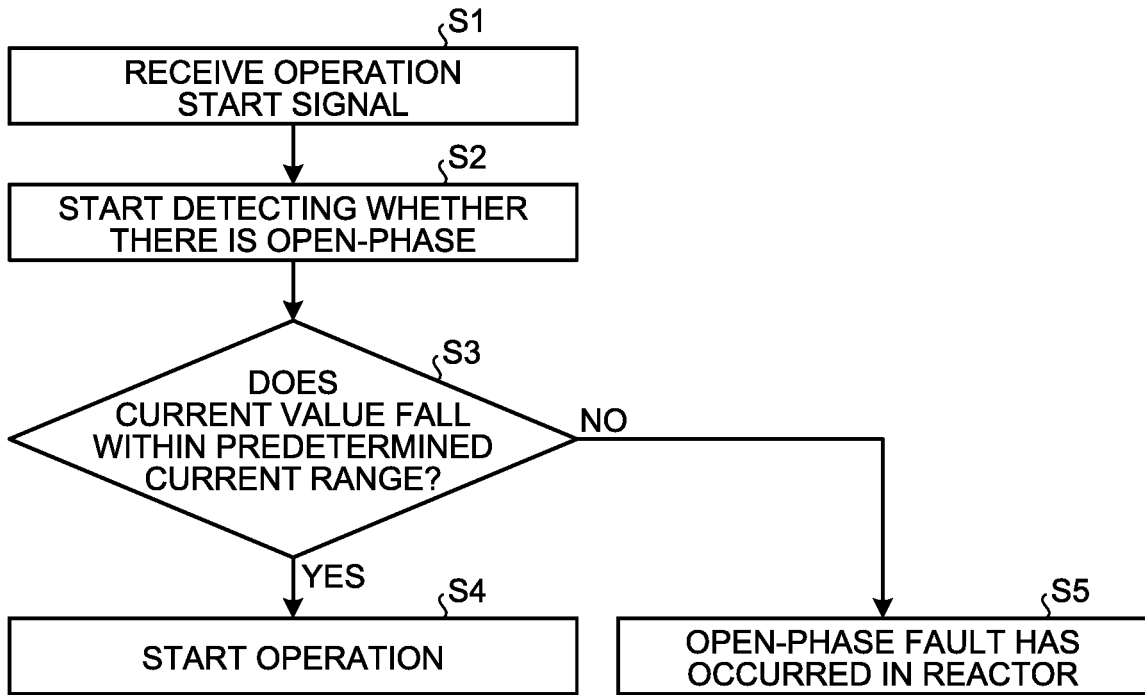 S1
RECEIVE OPERATION
START SIGNAL
S2
START DETECTING WHETHER
THERE IS OPEN-PHASE
S3
DOES
CURRENT VALUE FALL
WITHIN PREDETERMINED
CURRENT RANGE?
NO
YES
S4
START OPERATION
S5
OPEN-PHASE FAULT HAS
OCCURRED IN REACTOR